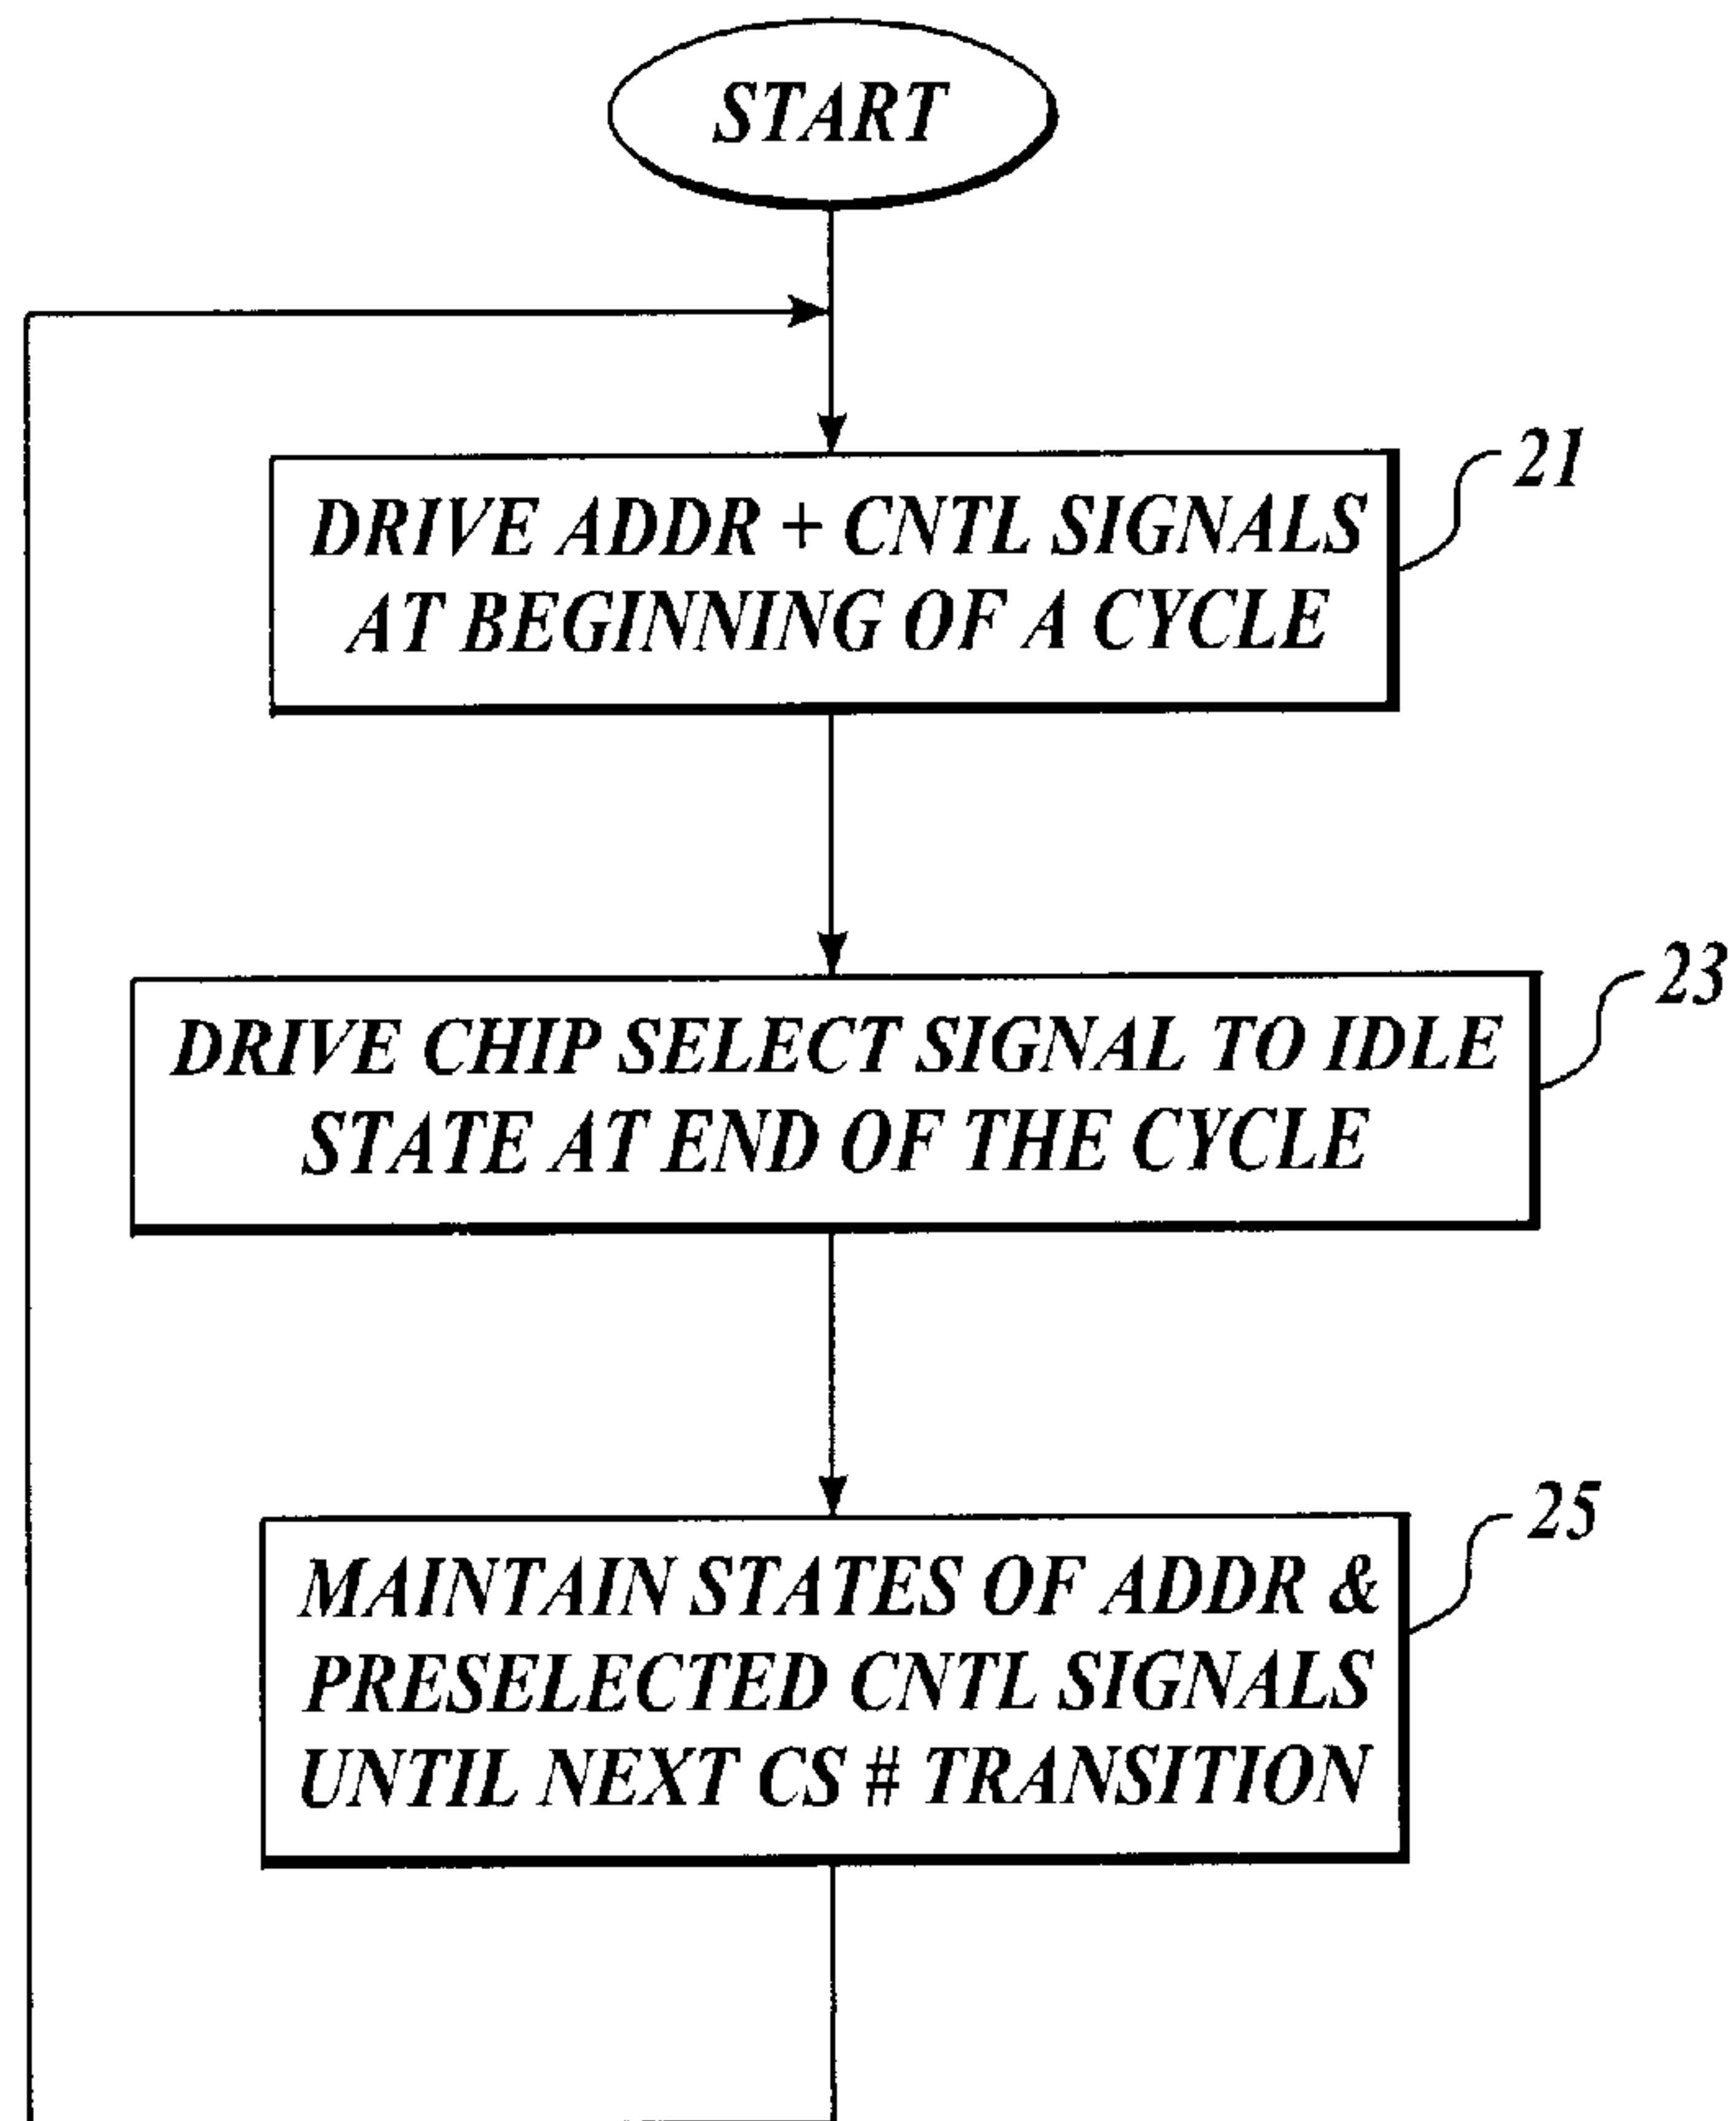 START
21
DRIVE ADDR + CNTL SIGNALS
AT BEGINNING OF A CYCLE
23
DRIVE CHIP SELECT SIGNAL TO IDLE
STATE AT END OF THE CYCLE
25
MAINTAIN STATES OF ADDR &
PRESELECTED CNTL SIGNALS
UNTIL NEXT CS # TRANSITION